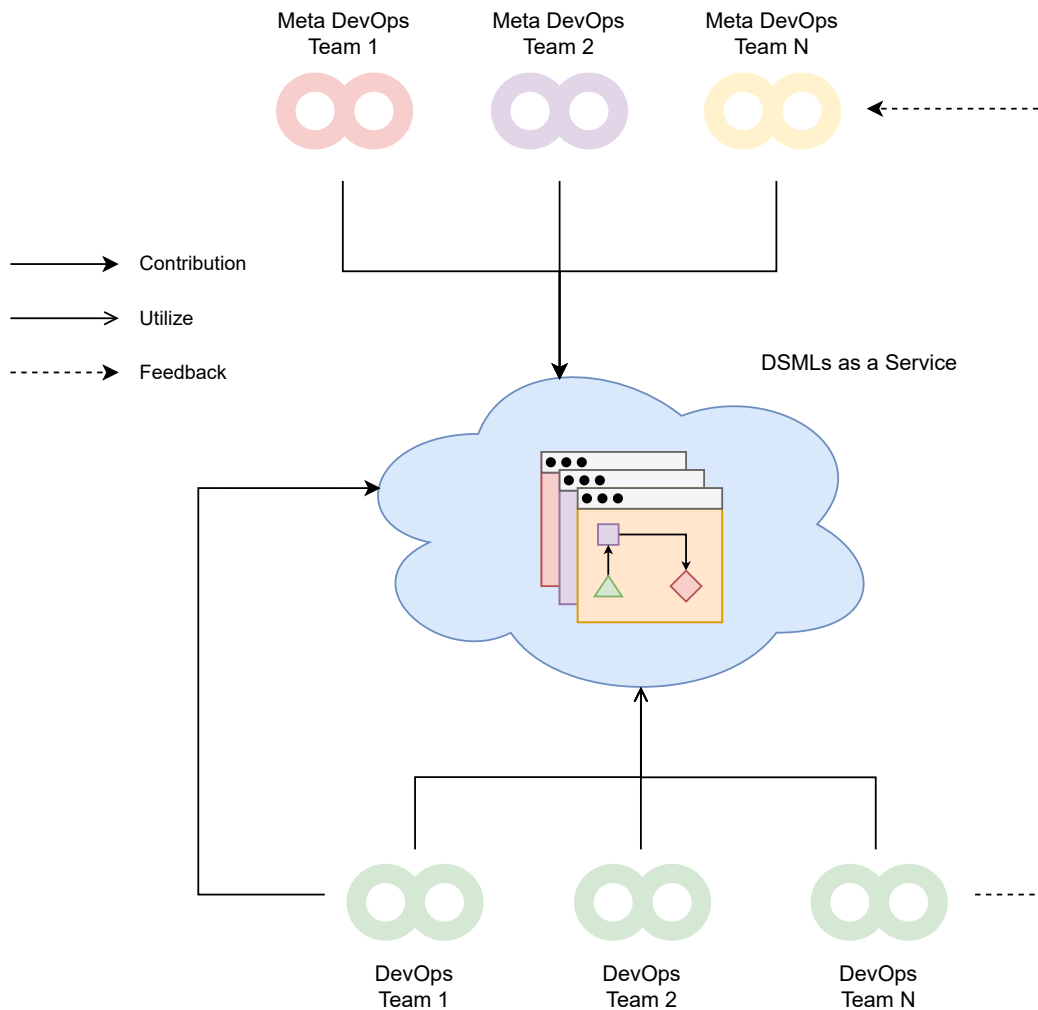 Meta DevOps
Team 1
Meta DevOps
Team 2
Meta DevOps
Team N
Contribution
Utilize
Feedback
DSMLs as a Service
DevOps
Team 1
DevOps
Team 2
DevOps
Team N